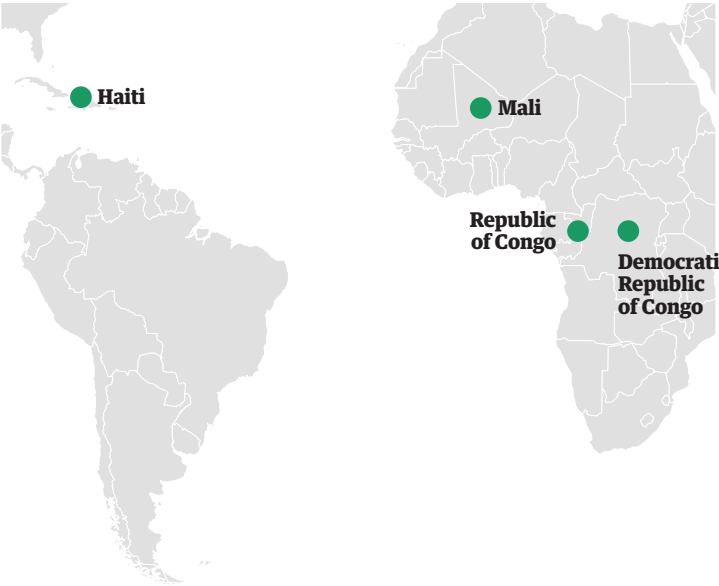 Haiti
Mali
Republic
of Congo
Democrati
Republic
of Congo